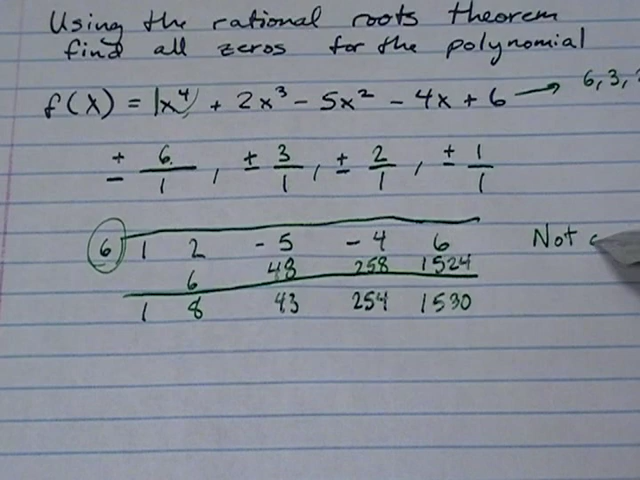 Using the rational roots theorem
find all zeros for the polynomial
f(x) = 1x⁴ + 2x³ - 5x² - 4x + 6 → 6, 3,
± 6/1, ± 3/1, ± 2/1, ± 1/1
6 1 2 -5 -4 6 Not
6 48 258 1524
1 8 43 254 1530